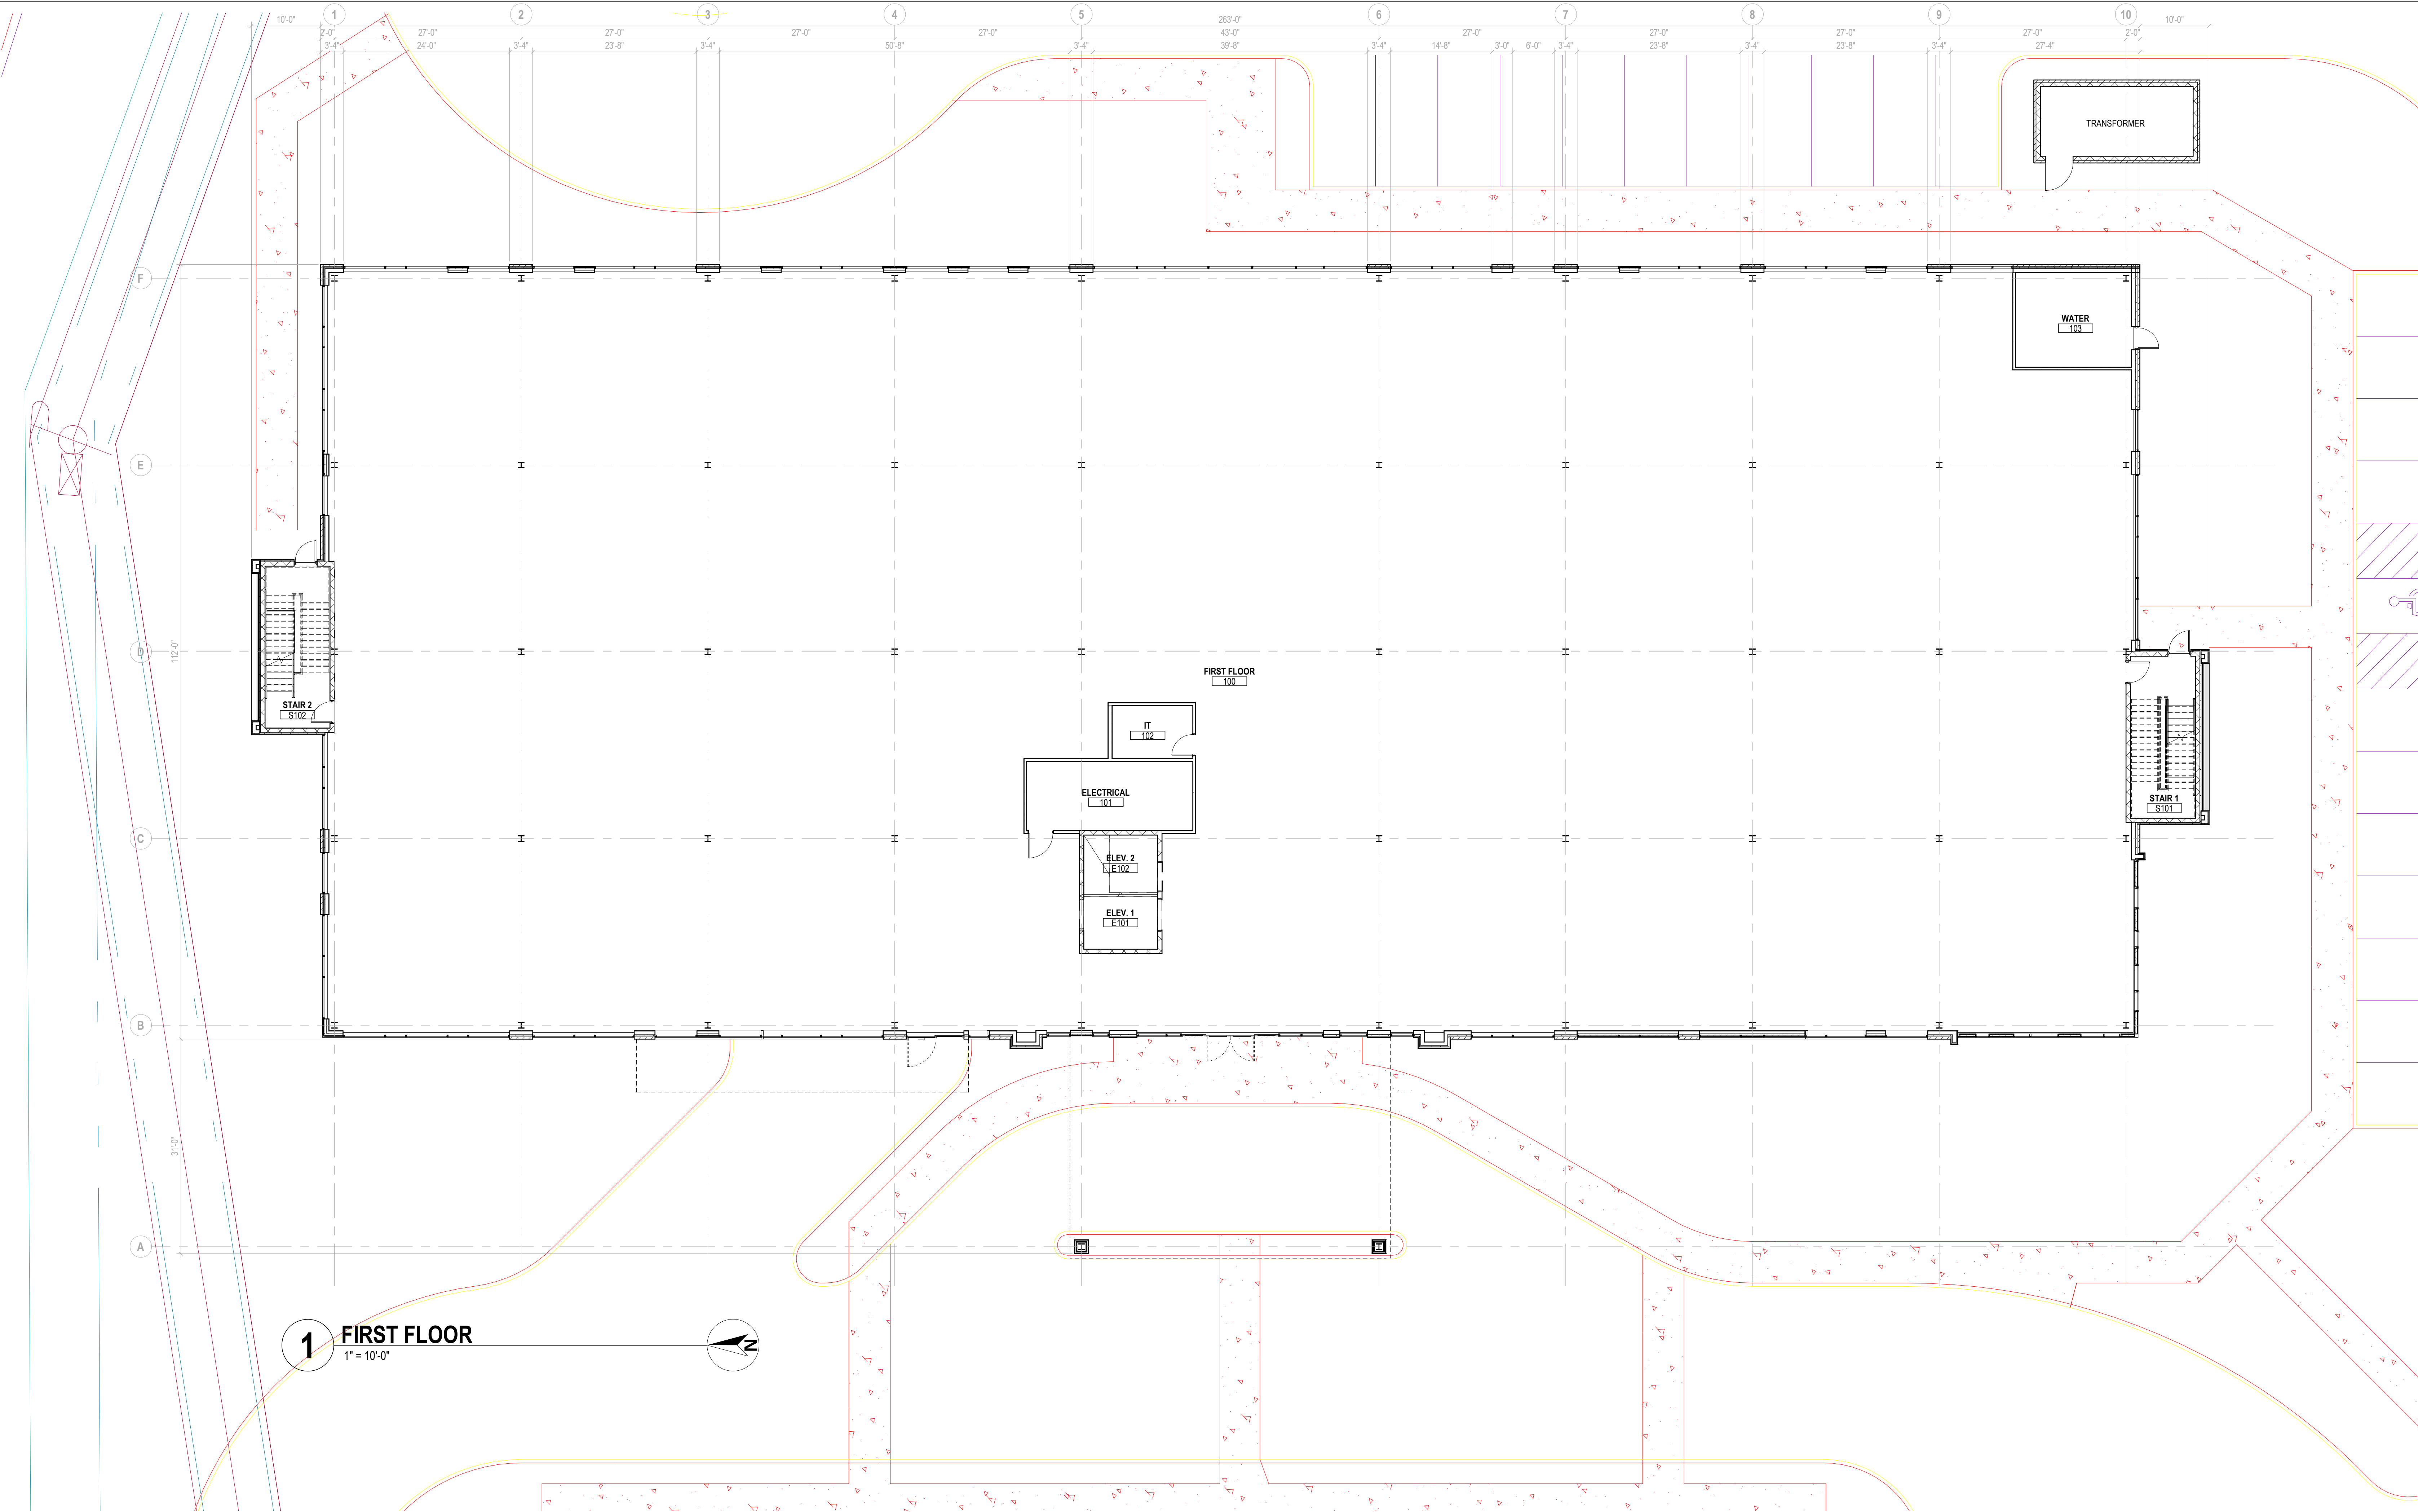 1 2 3 4 5 6 7 8 9 10
10'-0" 263'-0" 10'-0"
2'-0" 27'-0" 27'-0" 27'-0" 27'-0" 43'-0" 27'-0" 27'-0" 27'-0" 27'-0" 2'-0"
3'-4" 24'-0" 3'-4" 23'-8" 3'-4" 50'-8" 3'-4" 39'-8" 3'-4" 14'-8" 3'-0" 6'-0" 3'-4" 23'-8" 3'-4" 23'-8" 3'-4" 27'-4"
TRANSFORMER
F
WATER
103
E
112'-0"
D
FIRST FLOOR
100
STAIR 2
S102
IT
102
ELECTRICAL
101
STAIR 1
S101
C
ELEV. 2
E102
ELEV. 1
E101
B
31'-0"
A
1 FIRST FLOOR
1" = 10'-0"
N